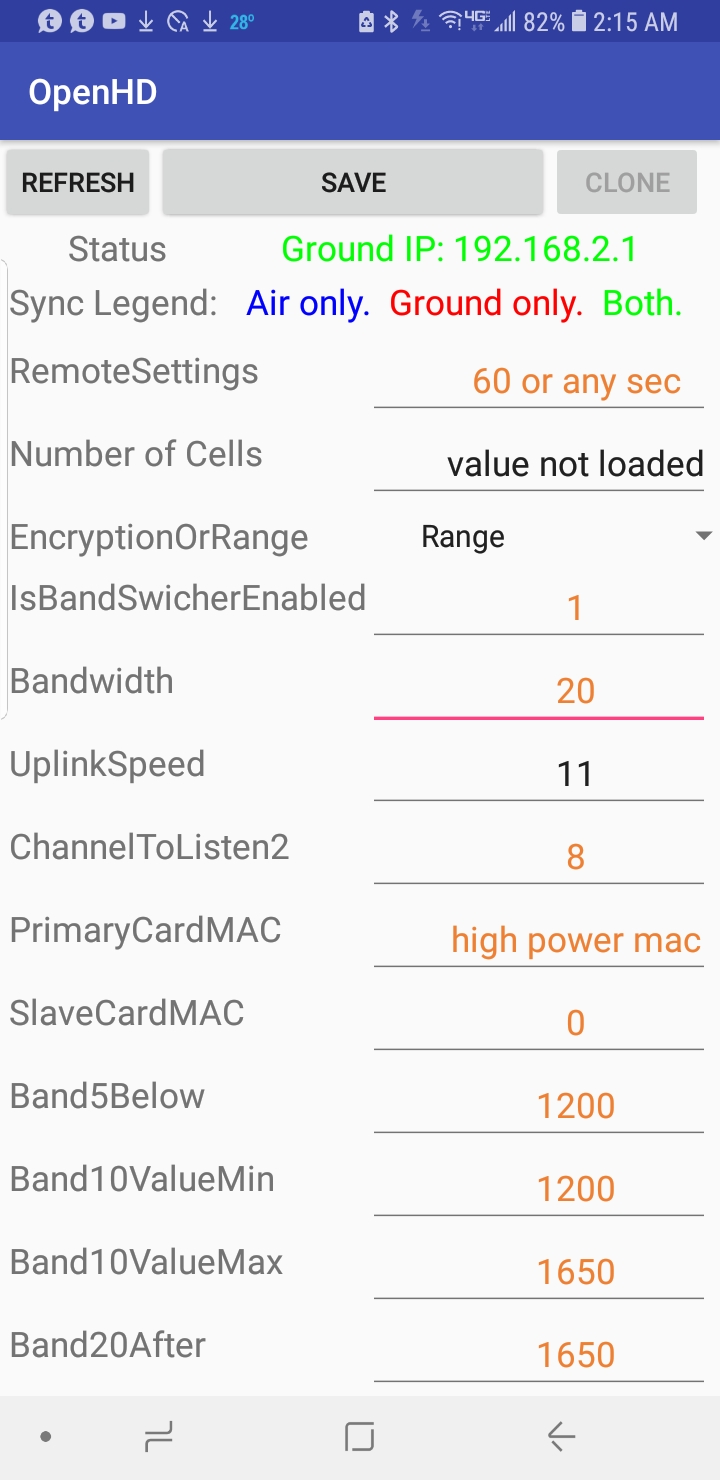 28° 4GE 82% 2:15 AM
OpenHD
REFRESH SAVE CLONE
Status Ground IP: 192.168.2.1
Sync Legend: Air only. Ground only. Both.
RemoteSettings 60 or any sec
Number of Cells value not loaded
EncryptionOrRange Range
IsBandSwicherEnabled 1
Bandwidth 20
UplinkSpeed 11
ChannelToListen2 8
PrimaryCardMAC high power mac
SlaveCardMAC 0
Band5Below 1200
Band10ValueMin 1200
Band10ValueMax 1650
Band20After 1650